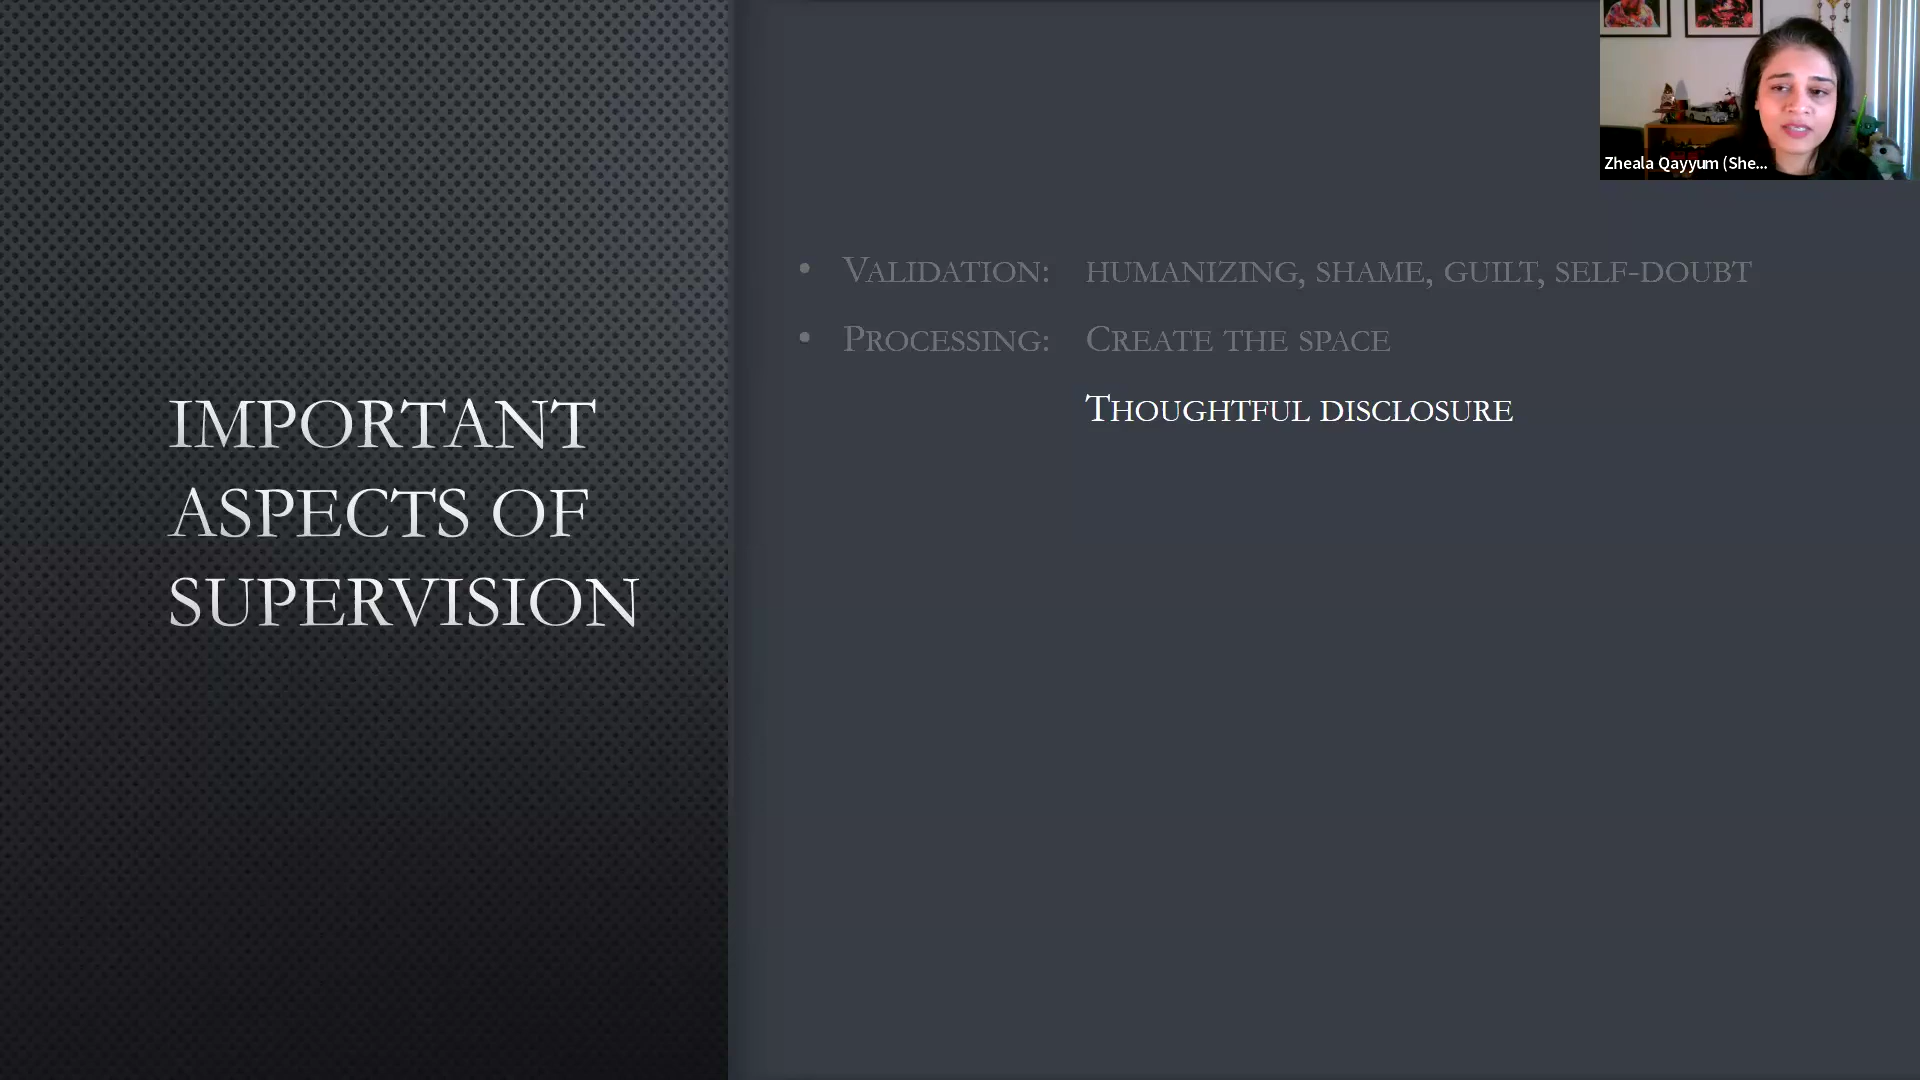 IMPORTANT
ASPECTS OF
SUPERVISION
• VALIDATION: HUMANIZING, SHAME, GUILT, SELF-DOUBT
• PROCESSING: CREATE THE SPACE
THOUGHTFUL DISCLOSURE
Zheala Qayyum (She...